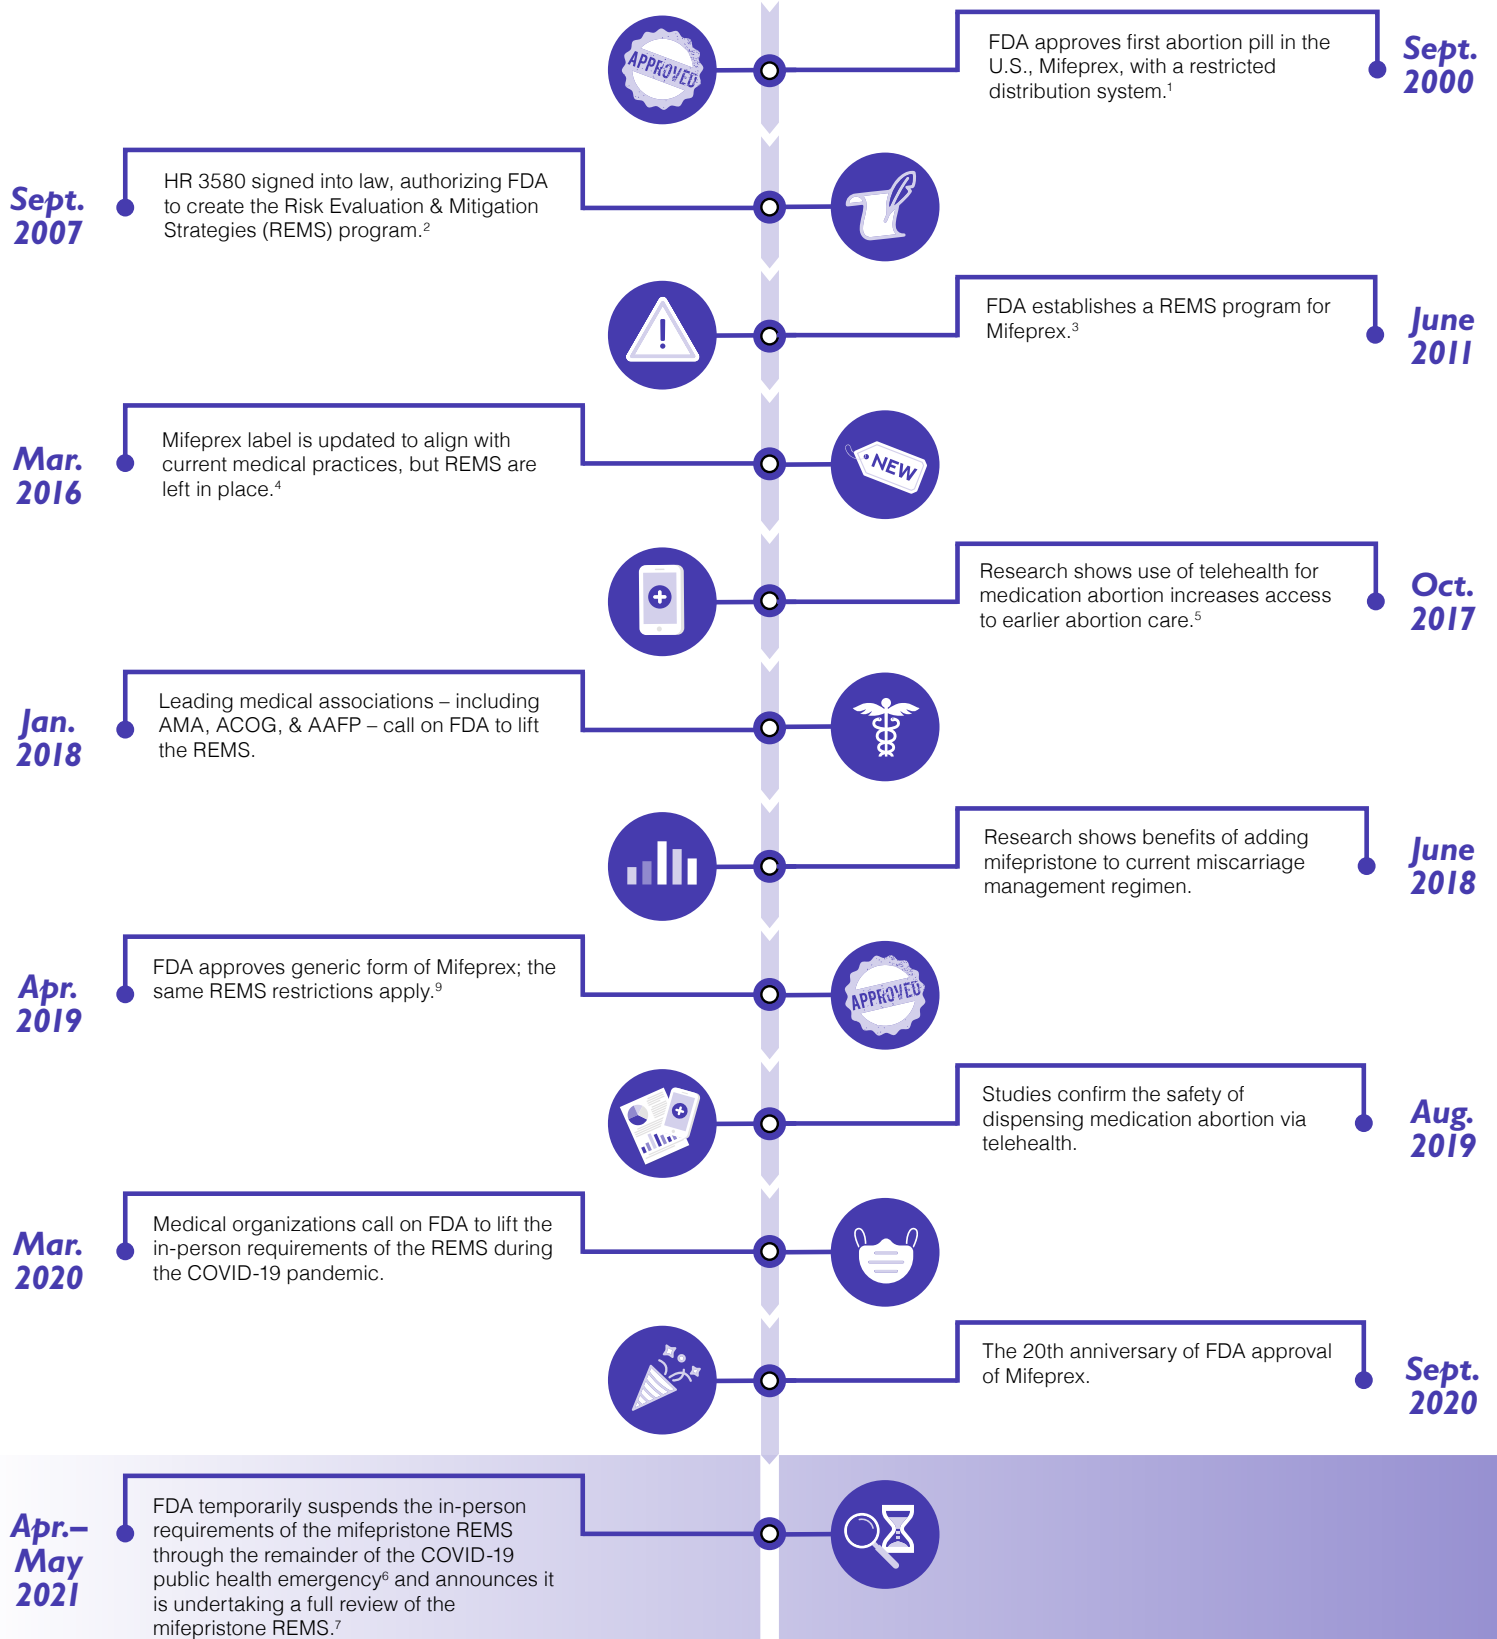 APPROVED
FDA approves first abortion pill in the
U.S., Mifeprex, with a restricted
distribution system.¹
Sept.
2000
Sept.
2007
HR 3580 signed into law, authorizing FDA
to create the Risk Evaluation & Mitigation
Strategies (REMS) program.²
!
FDA establishes a REMS program for
Mifeprex.³
June
2011
Mar.
2016
Mifeprex label is updated to align with
current medical practices, but REMS are
left in place.⁴
NEW
Research shows use of telehealth for
medication abortion increases access
to earlier abortion care.⁵
Oct.
2017
Jan.
2018
Leading medical associations – including
AMA, ACOG, & AAFP – call on FDA to lift
the REMS.
Research shows benefits of adding
mifepristone to current miscarriage
management regimen.
June
2018
Apr.
2019
FDA approves generic form of Mifeprex; the
same REMS restrictions apply.⁹
APPROVED
Studies confirm the safety of
dispensing medication abortion via
telehealth.
Aug.
2019
Mar.
2020
Medical organizations call on FDA to lift the
in-person requirements of the REMS during
the COVID-19 pandemic.
The 20th anniversary of FDA approval
of Mifeprex.
Sept.
2020
Apr.–
May
2021
FDA temporarily suspends the in-person
requirements of the mifepristone REMS
through the remainder of the COVID-19
public health emergency⁶ and announces it
is undertaking a full review of the
mifepristone REMS.⁷